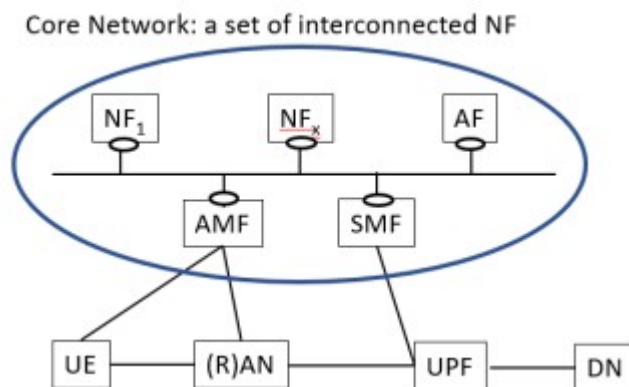 Core Network: a set of interconnected NF
NF1 NFx AF
AMF SMF
UE (R)AN UPF DN